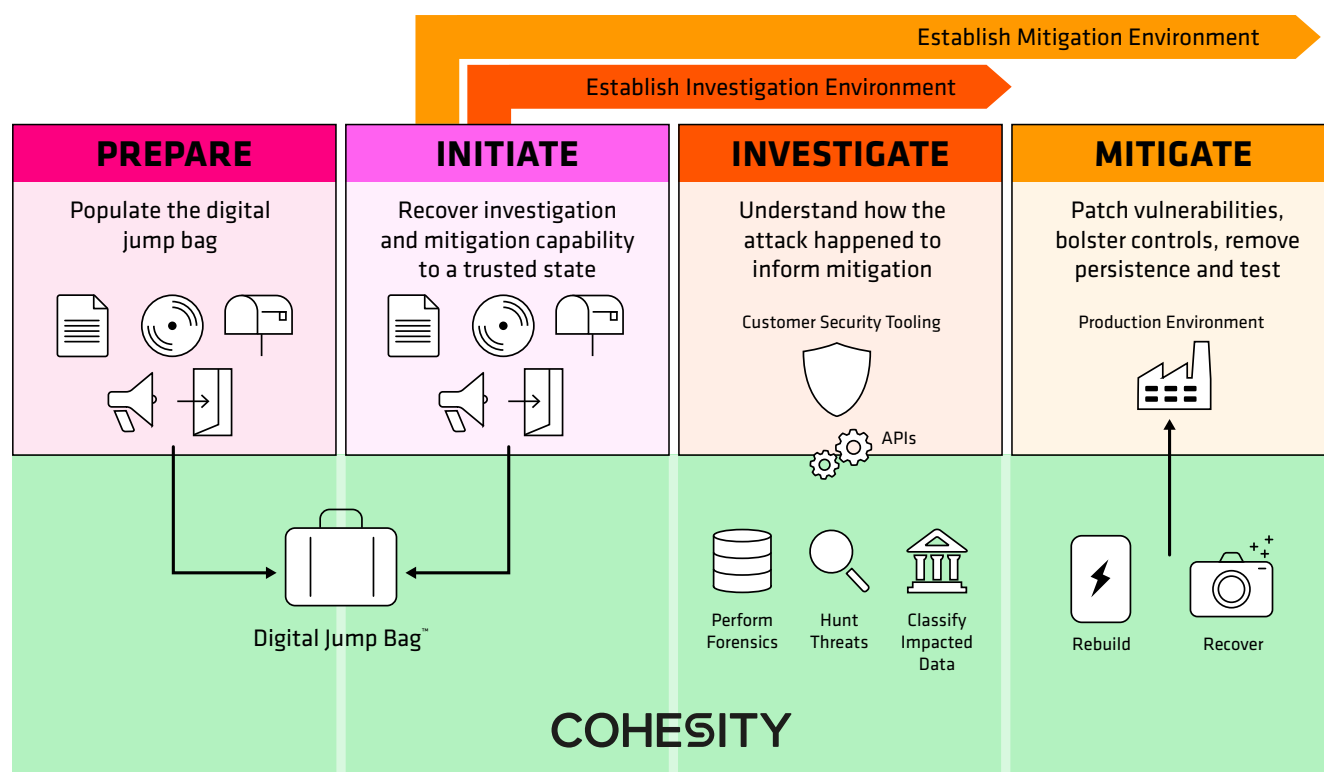 Establish Mitigation Environment
Establish Investigation Environment
PREPARE
Populate the digital
jump bag
INITIATE
Recover investigation
and mitigation capability
to a trusted state
INVESTIGATE
Understand how the
attack happened to
inform mitigation
Customer Security Tooling
APIs
MITIGATE
Patch vulnerabilities,
bolster controls, remove
persistence and test
Production Environment
Digital Jump Bag™
Perform
Forensics
Hunt
Threats
Classify
Impacted
Data
Rebuild
Recover
COHESITY